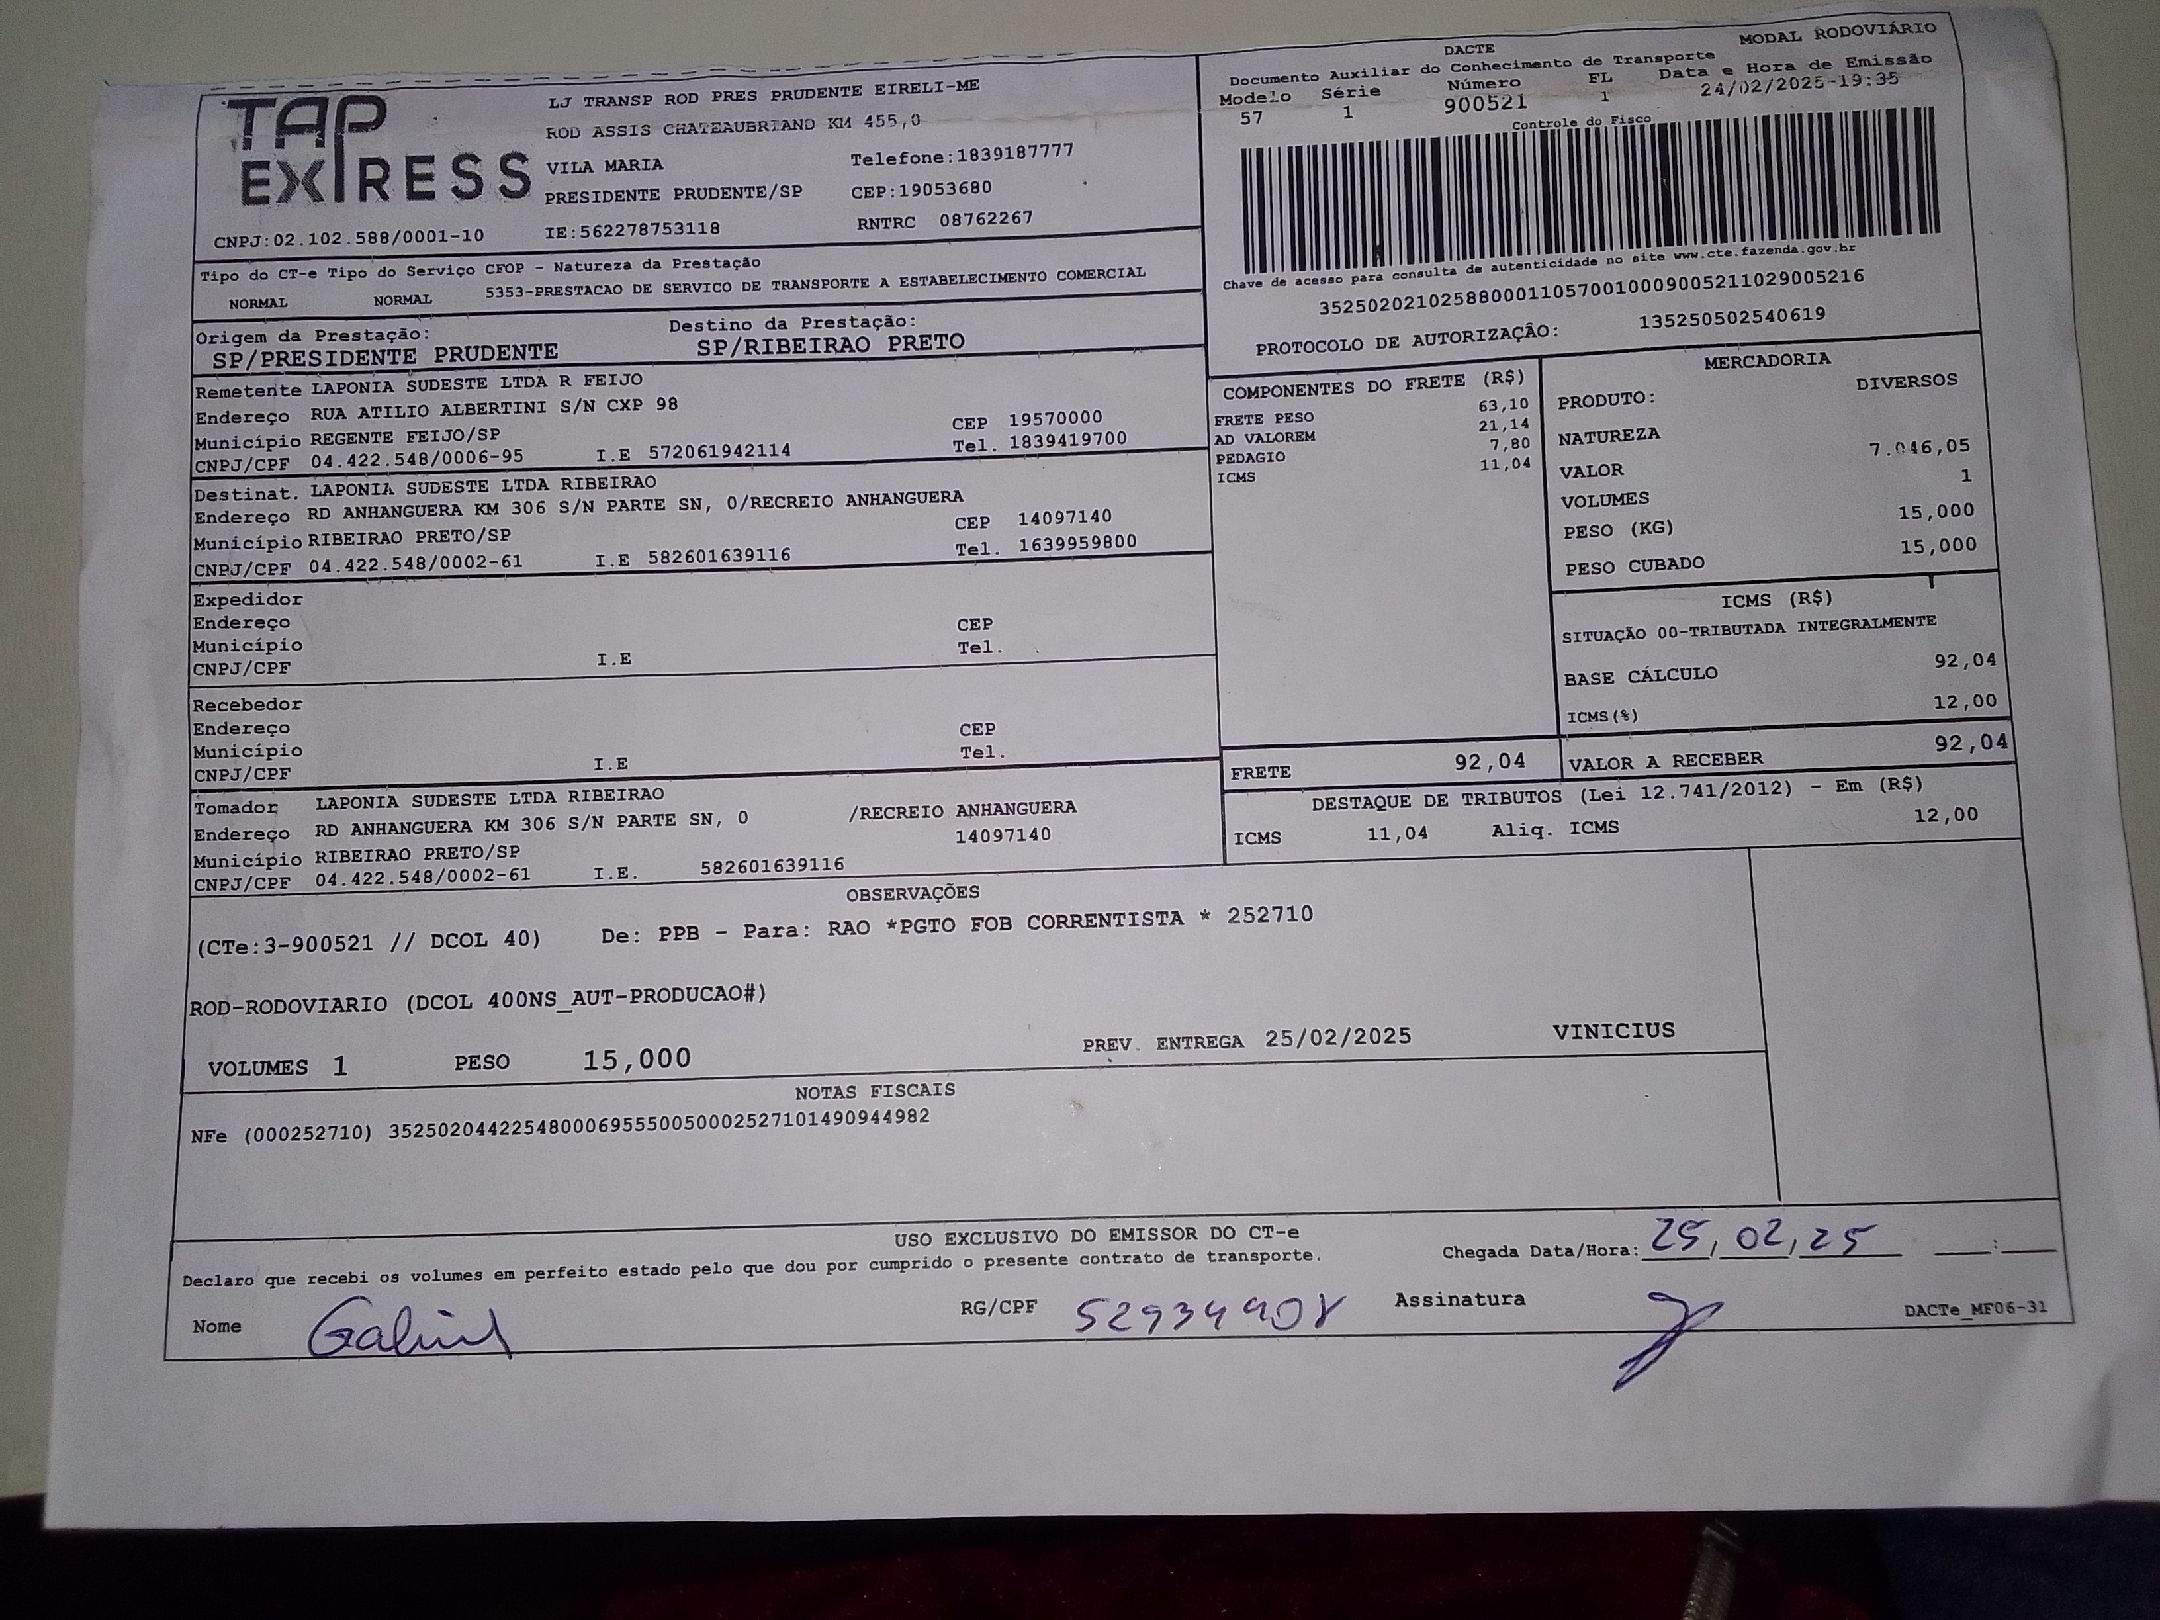 TAP EXPRESS
LJ TRANSP ROD PRES PRUDENTE EIRELI-ME
ROD ASSIS CHATEAUBRIAND KM 455,0
VILA MARIA Telefone:1839187777
PRESIDENTE PRUDENTE/SP CEP:19053680
CNPJ:02.102.588/0001-10 IE:562278753118 RNTRC 08762267
DACTE MODAL RODOVIÁRIO
Documento Auxiliar do Conhecimento de Transporte
Modelo Série Número FL Data e Hora de Emissão
57 1 900521 1 24/02/2025-19:35
Controle do Fisco
Chave de acesso para consulta de autenticidade no site www.cte.fazenda.gov.br
35250202102588000110570010009005211029005216
PROTOCOLO DE AUTORIZAÇÃO: 135250502540619
Tipo do CT-e Tipo do Serviço CFOP - Natureza da Prestação
NORMAL NORMAL 5353-PRESTACAO DE SERVICO DE TRANSPORTE A ESTABELECIMENTO COMERCIAL
Origem da Prestação: Destino da Prestação:
SP/PRESIDENTE PRUDENTE SP/RIBEIRAO PRETO
Remetente LAPONIA SUDESTE LTDA R FEIJO
Endereço RUA ATILIO ALBERTINI S/N CXP 98
Município REGENTE FEIJO/SP CEP 19570000
CNPJ/CPF 04.422.548/0006-95 I.E 572061942114 Tel. 1839419700
Destinat. LAPONIA SUDESTE LTDA RIBEIRAO
Endereço RD ANHANGUERA KM 306 S/N PARTE SN, 0/RECREIO ANHANGUERA
Município RIBEIRAO PRETO/SP CEP 14097140
CNPJ/CPF 04.422.548/0002-61 I.E 582601639116 Tel. 1639959800
Expedidor
Endereço CEP
Município Tel.
CNPJ/CPF I.E
Recebedor
Endereço CEP
Município Tel.
CNPJ/CPF I.E
Tomador LAPONIA SUDESTE LTDA RIBEIRAO
Endereço RD ANHANGUERA KM 306 S/N PARTE SN, 0 /RECREIO ANHANGUERA
Município RIBEIRAO PRETO/SP 14097140
CNPJ/CPF 04.422.548/0002-61 I.E. 582601639116
COMPONENTES DO FRETE (R$)
FRETE PESO 63,10
AD VALOREM 21,14
PEDAGIO 7,80
ICMS 11,04
MERCADORIA
PRODUTO: DIVERSOS
NATUREZA
VALOR 7.046,05
VOLUMES 1
PESO (KG) 15,000
PESO CUBADO 15,000
ICMS (R$)
SITUAÇÃO 00-TRIBUTADA INTEGRALMENTE
BASE CÁLCULO 92,04
ICMS(%) 12,00
FRETE 92,04 VALOR A RECEBER 92,04
DESTAQUE DE TRIBUTOS (Lei 12.741/2012) - Em (R$)
ICMS 11,04 Aliq. ICMS 12,00
OBSERVAÇÕES
(CTe:3-900521 // DCOL 40) De: PPB - Para: RAO *PGTO FOB CORRENTISTA * 252710
ROD-RODOVIARIO (DCOL 400NS_AUT-PRODUCAO#)
VOLUMES 1 PESO 15,000 PREV. ENTREGA 25/02/2025 VINICIUS
NOTAS FISCAIS
NFe (000252710) 35250204422548000695550050002527101490944982
USO EXCLUSIVO DO EMISSOR DO CT-e
Declaro que recebi os volumes em perfeito estado pelo que dou por cumprido o presente contrato de transporte. Chegada Data/Hora: 25,02,25 :
Nome Gabriel RG/CPF 529344908 Assinatura
DACTe_MF06-31